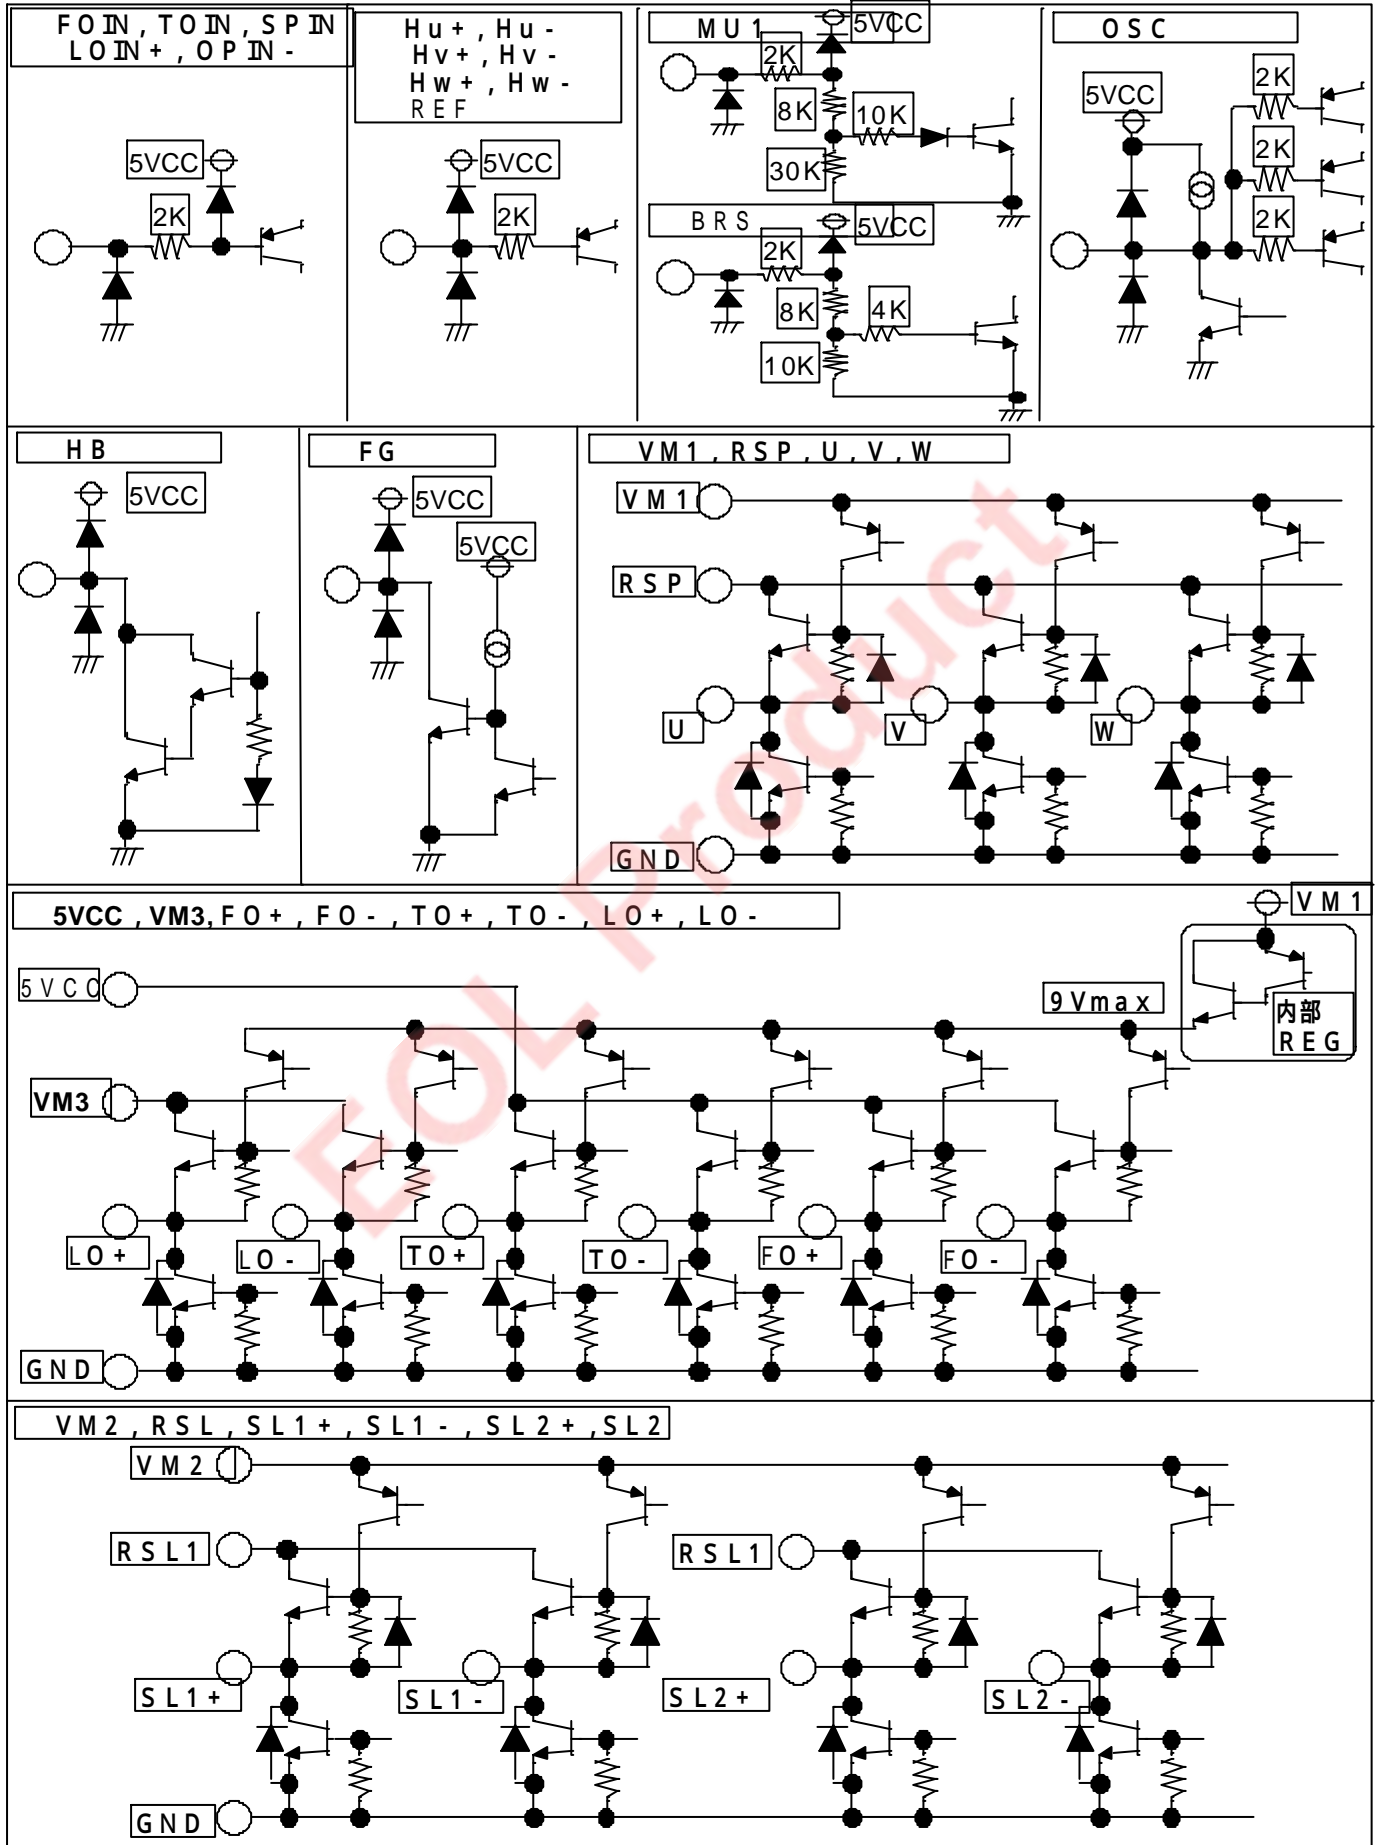 FOIN,TOIN,SPIN
LOIN+,OPIN-
5VCC
2K
Hu+,Hu-
Hv+,Hv-
Hw+,Hw-
REF
5VCC
2K
MU1
5VCC
2K
8K
10K
30K
BRS
5VCC
2K
8K
4K
10K
OSC
5VCC
2K
2K
2K
HB
5VCC
FG
5VCC
5VCC
VM1,RSP,U,V,W
VM1
RSP
U
V
W
GND
5VCC,VM3,FO+,FO-,TO+,TO-,LO+,LO-
VM1
5VCC
9Vmax
内部
REG
VM3
LO+
LO-
TO+
TO-
FO+
FO-
GND
VM2,RSL,SL1+,SL1-,SL2+,SL2
VM2
RSL1
RSL1
SL1+
SL1-
SL2+
SL2-
GND
EOL Product